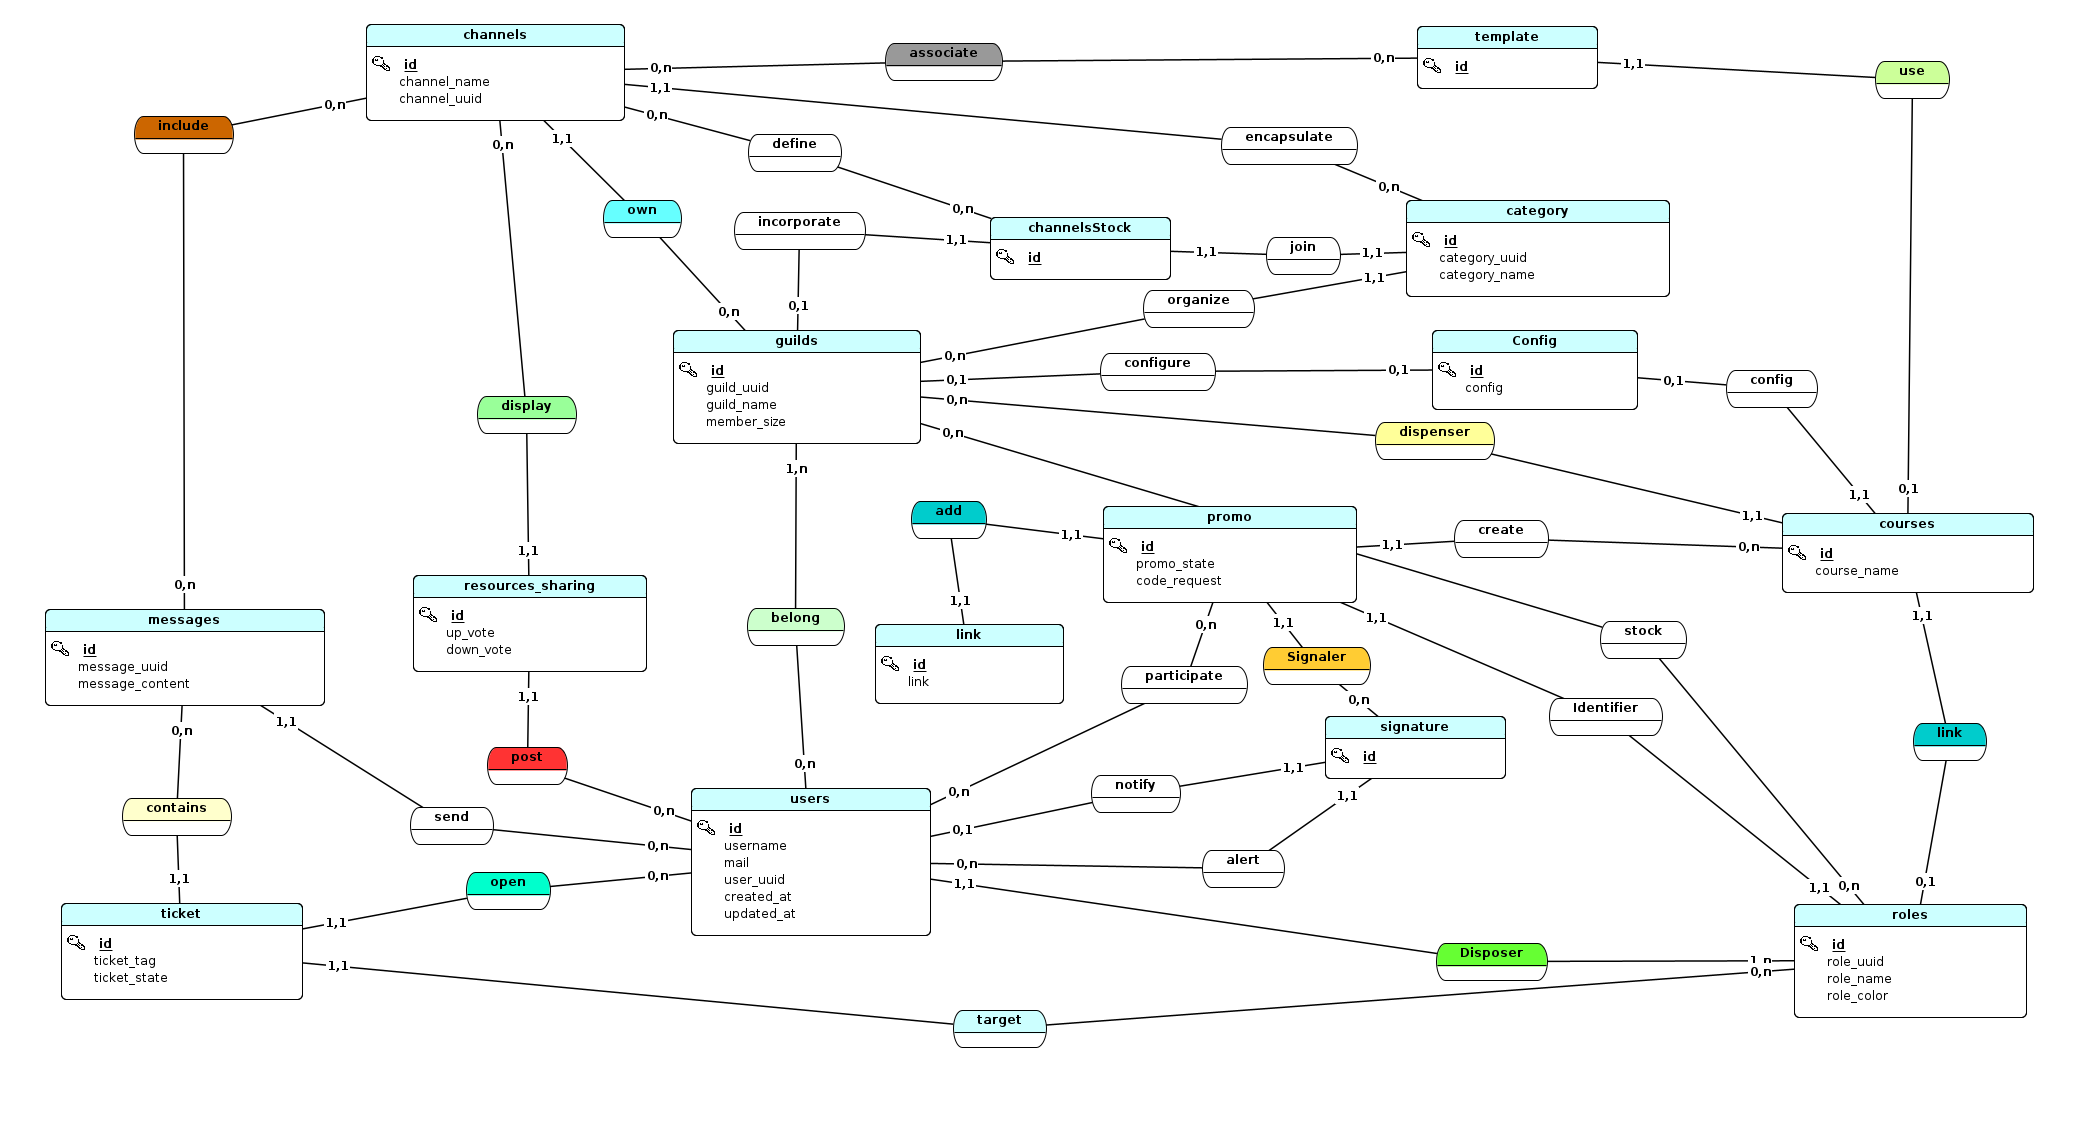 channels
id
channel_name
channel_uuid
0,n
associate
0,n
template
id
1,1
use
1,1
0,n
include
0,n
0,n
1,1
define
encapsulate
0,n
0,n
own
incorporate
1,1
channelsStock
id
1,1
join
1,1
category
id
category_uuid
category_name
1,1
organize
0,n
0,1
guilds
id
guild_uuid
guild_name
member_size
0,n
0,1
configure
0,1
Config
id
config
0,1
config
0,n
dispenser
0,n
1,1
0,1
display
1,n
1,1
add
1,1
promo
id
promo_state
code_request
1,1
create
0,n
1,1
courses
id
course_name
0,n
resources_sharing
id
up_vote
down_vote
1,1
messages
id
message_uuid
message_content
belong
1,1
link
id
link
0,n
1,1
1,1
stock
1,1
participate
Signaler
0,n
Identifier
0,n
1,1
post
0,n
signature
id
link
0,n
1,1
notify
contains
send
0,n
users
id
username
mail
user_uuid
created_at
updated_at
0,n
0,1
1,1
0,n
alert
0,n
1,1
open
0,n
1,1
1,1
0,n
0,1
ticket
id
ticket_tag
ticket_state
1,1
1,1
Disposer
1,n
0,n
roles
id
role_uuid
role_name
role_color
target